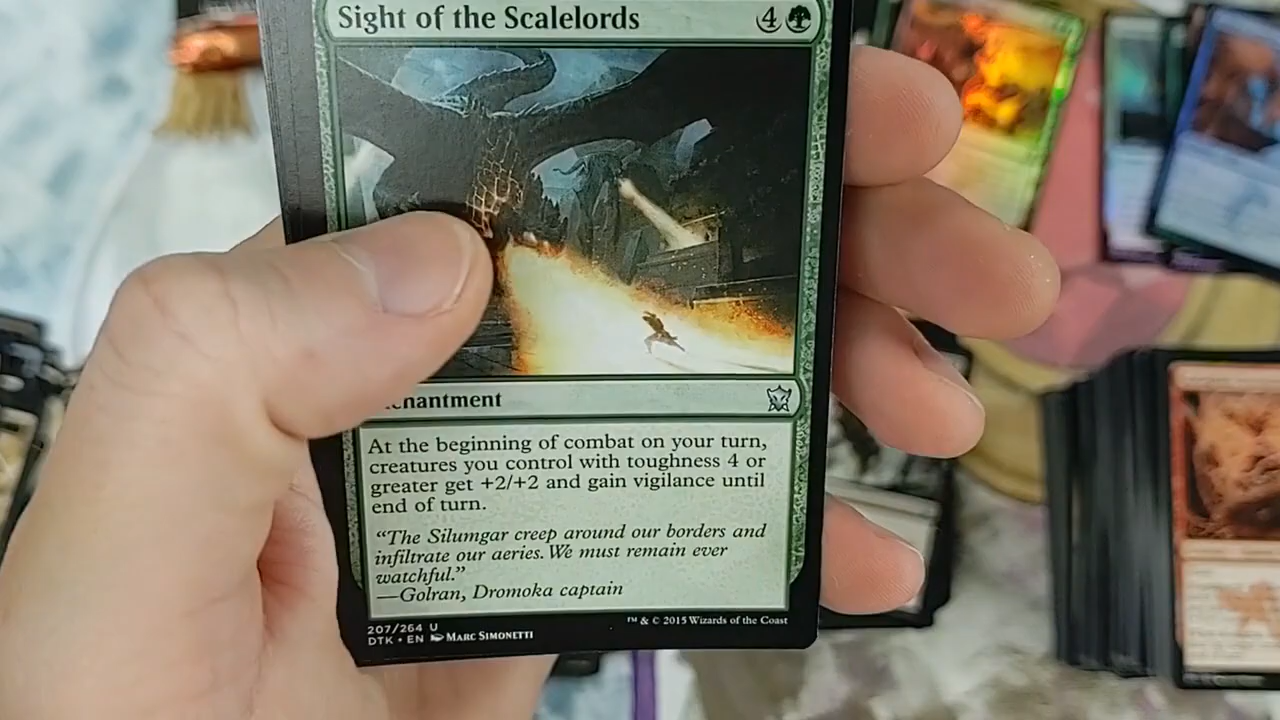 Sight of the Scalelords 4
chantment
At the beginning of combat on your turn,
creatures you control with toughness 4 or
greater get +2/+2 and gain vigilance until
end of turn.
“The Silumgar creep around our borders and
infiltrate our aeries. We must remain ever
watchful.”
—Golran, Dromoka captain
207/264 U
DTK • EN Marc Simonetti
™ & © 2015 Wizards of the Coast